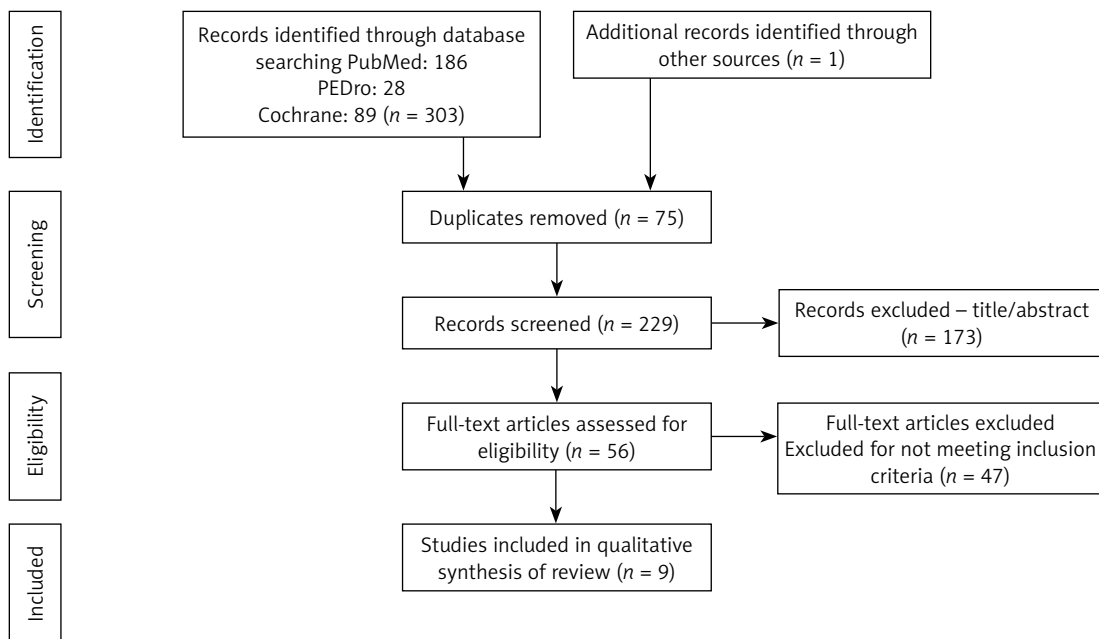 Identification
Records identified through database
searching PubMed: 186
PEDro: 28
Cochrane: 89 (n = 303)
Additional records identified through
other sources (n = 1)
Screening
Duplicates removed (n = 75)
Records screened (n = 229)
Records excluded – title/abstract
(n = 173)
Eligibility
Full-text articles assessed for
eligibility (n = 56)
Full-text articles excluded
Excluded for not meeting inclusion
criteria (n = 47)
Included
Studies included in qualitative
synthesis of review (n = 9)